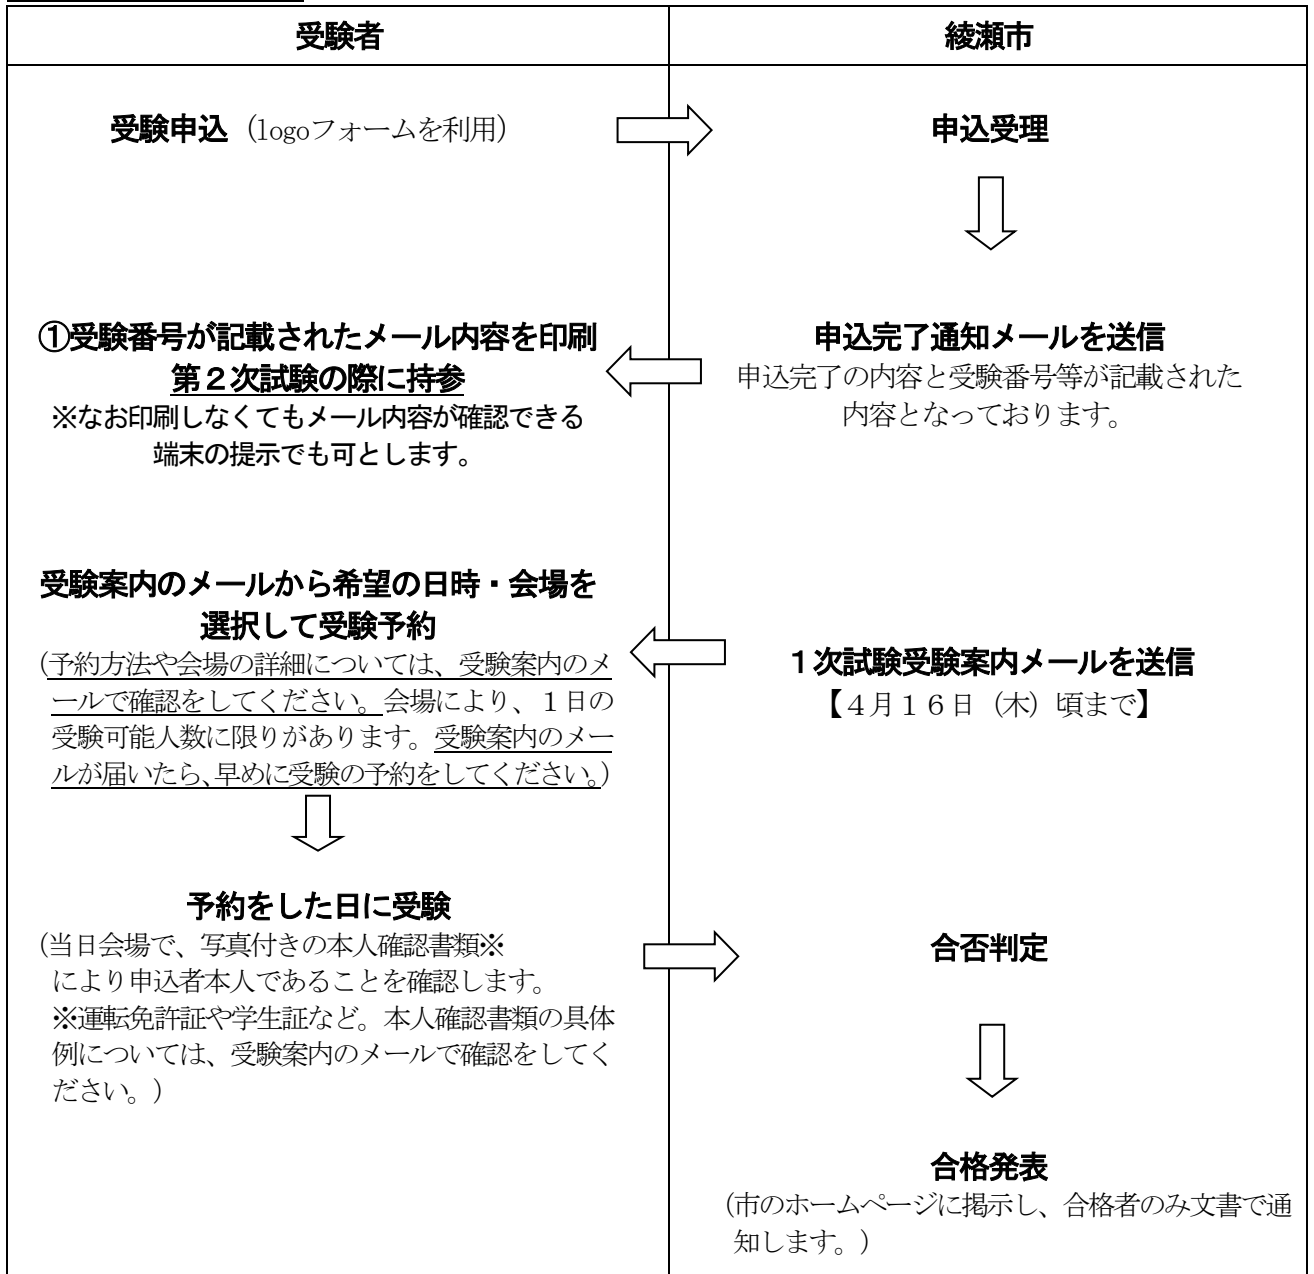 受験者
綾瀬市
受験申込（logoフォームを利用）
申込受理
①受験番号が記載されたメール内容を印刷
第２次試験の際に持参
※なお印刷しなくてもメール内容が確認できる
端末の提示でも可とします。
申込完了通知メールを送信
申込完了の内容と受験番号等が記載された
内容となっております。
受験案内のメールから希望の日時・会場を
選択して受験予約
（予約方法や会場の詳細については、受験案内のメ
ールで確認をしてください。会場により、１日の
受験可能人数に限りがあります。受験案内のメー
ルが届いたら、早めに受験の予約をしてください。）
１次試験受験案内メールを送信
【４月１６日（木）頃まで】
予約をした日に受験
（当日会場で、写真付きの本人確認書類※
により申込者本人であることを確認します。
※運転免許証や学生証など。本人確認書類の具体
例については、受験案内のメールで確認をしてく
ださい。）
合否判定
合格発表
（市のホームページに掲示し、合格者のみ文書で通
知します。）